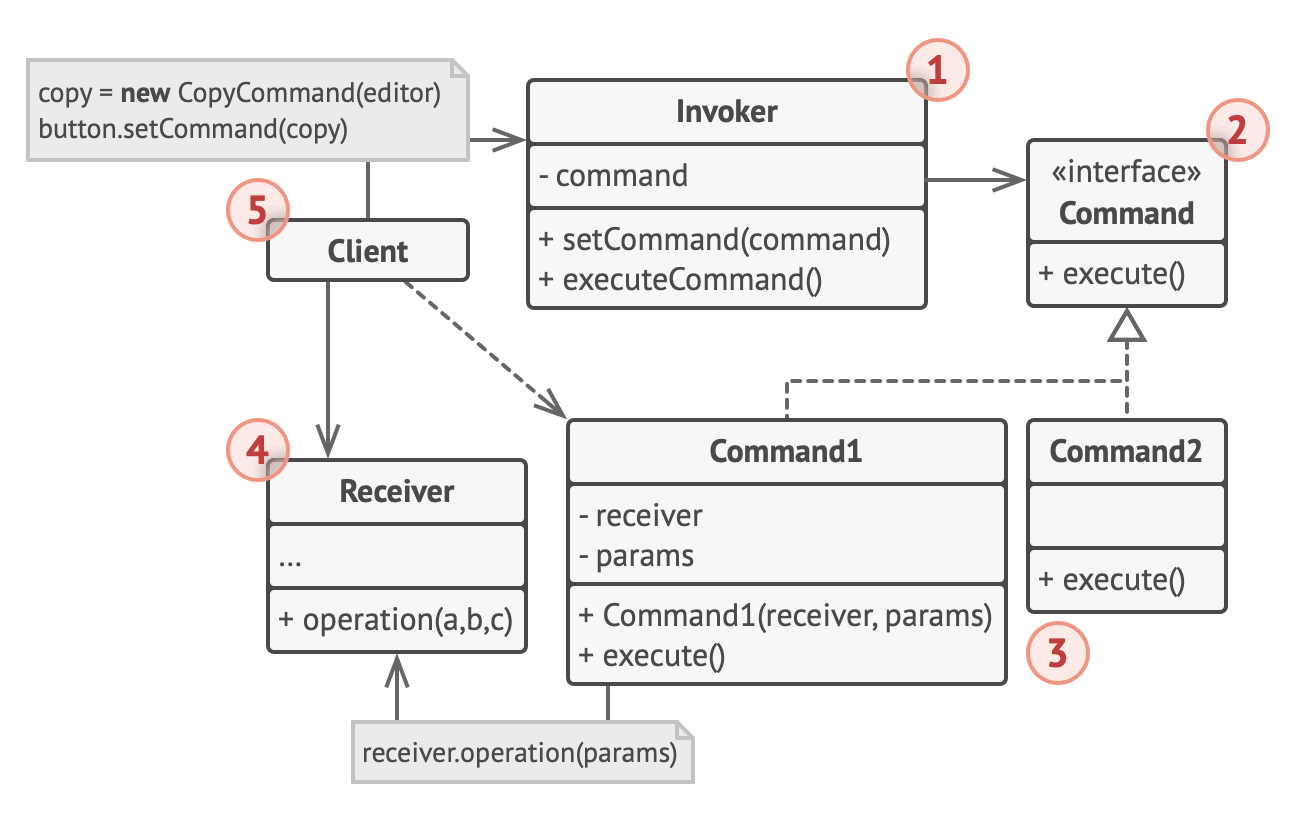 copy = new CopyCommand(editor)
button.setCommand(copy)
1
Invoker
- command
+ setCommand(command)
+ executeCommand()
2
«interface»
Command
+ execute()
5
Client
4
Receiver
...
+ operation(a,b,c)
Command1
- receiver
- params
+ Command1(receiver, params)
+ execute()
Command2
+ execute()
3
receiver.operation(params)